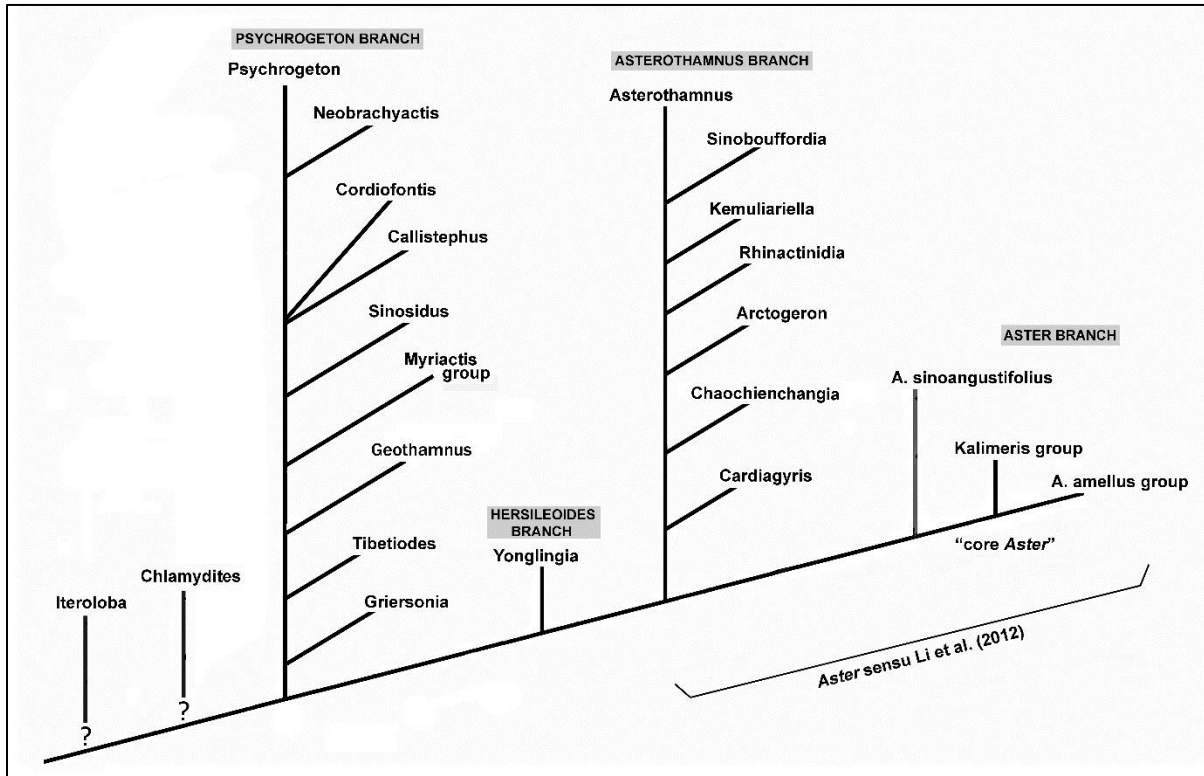 PSYCHROGETON BRANCH
Psychrogeton
Neobrachyactis
Cordiofontis
Callistephus
Sinosidus
Myriactis
group
Geothamnus
Tibetiodes
Griersonia
Iteroloba
?
Chlamydites
?
HERSILEOIDES
BRANCH
Yonglingia
ASTEROTHAMNUS BRANCH
Asterothamnus
Sinobouffordia
Kemulariella
Rhinactinidia
Arctogeron
Chaochienchangia
Cardiagyris
ASTER BRANCH
A. sinoangustifolius
Kalimeris group
A. amellus group
“core Aster”
Aster sensu Li et al. (2012)